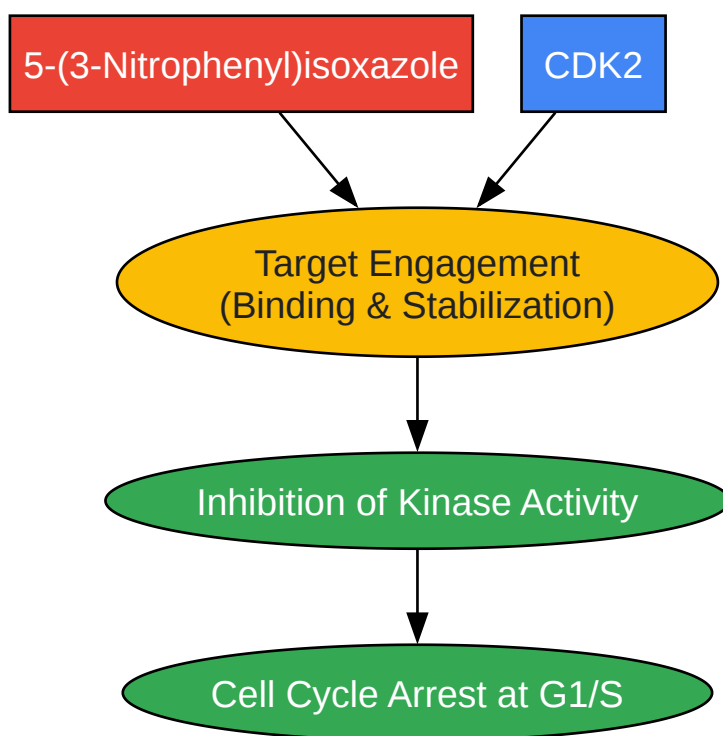 5-(3-Nitrophenyl)isoxazole
CDK2
Target Engagement
(Binding & Stabilization)
Inhibition of Kinase Activity
Cell Cycle Arrest at G1/S